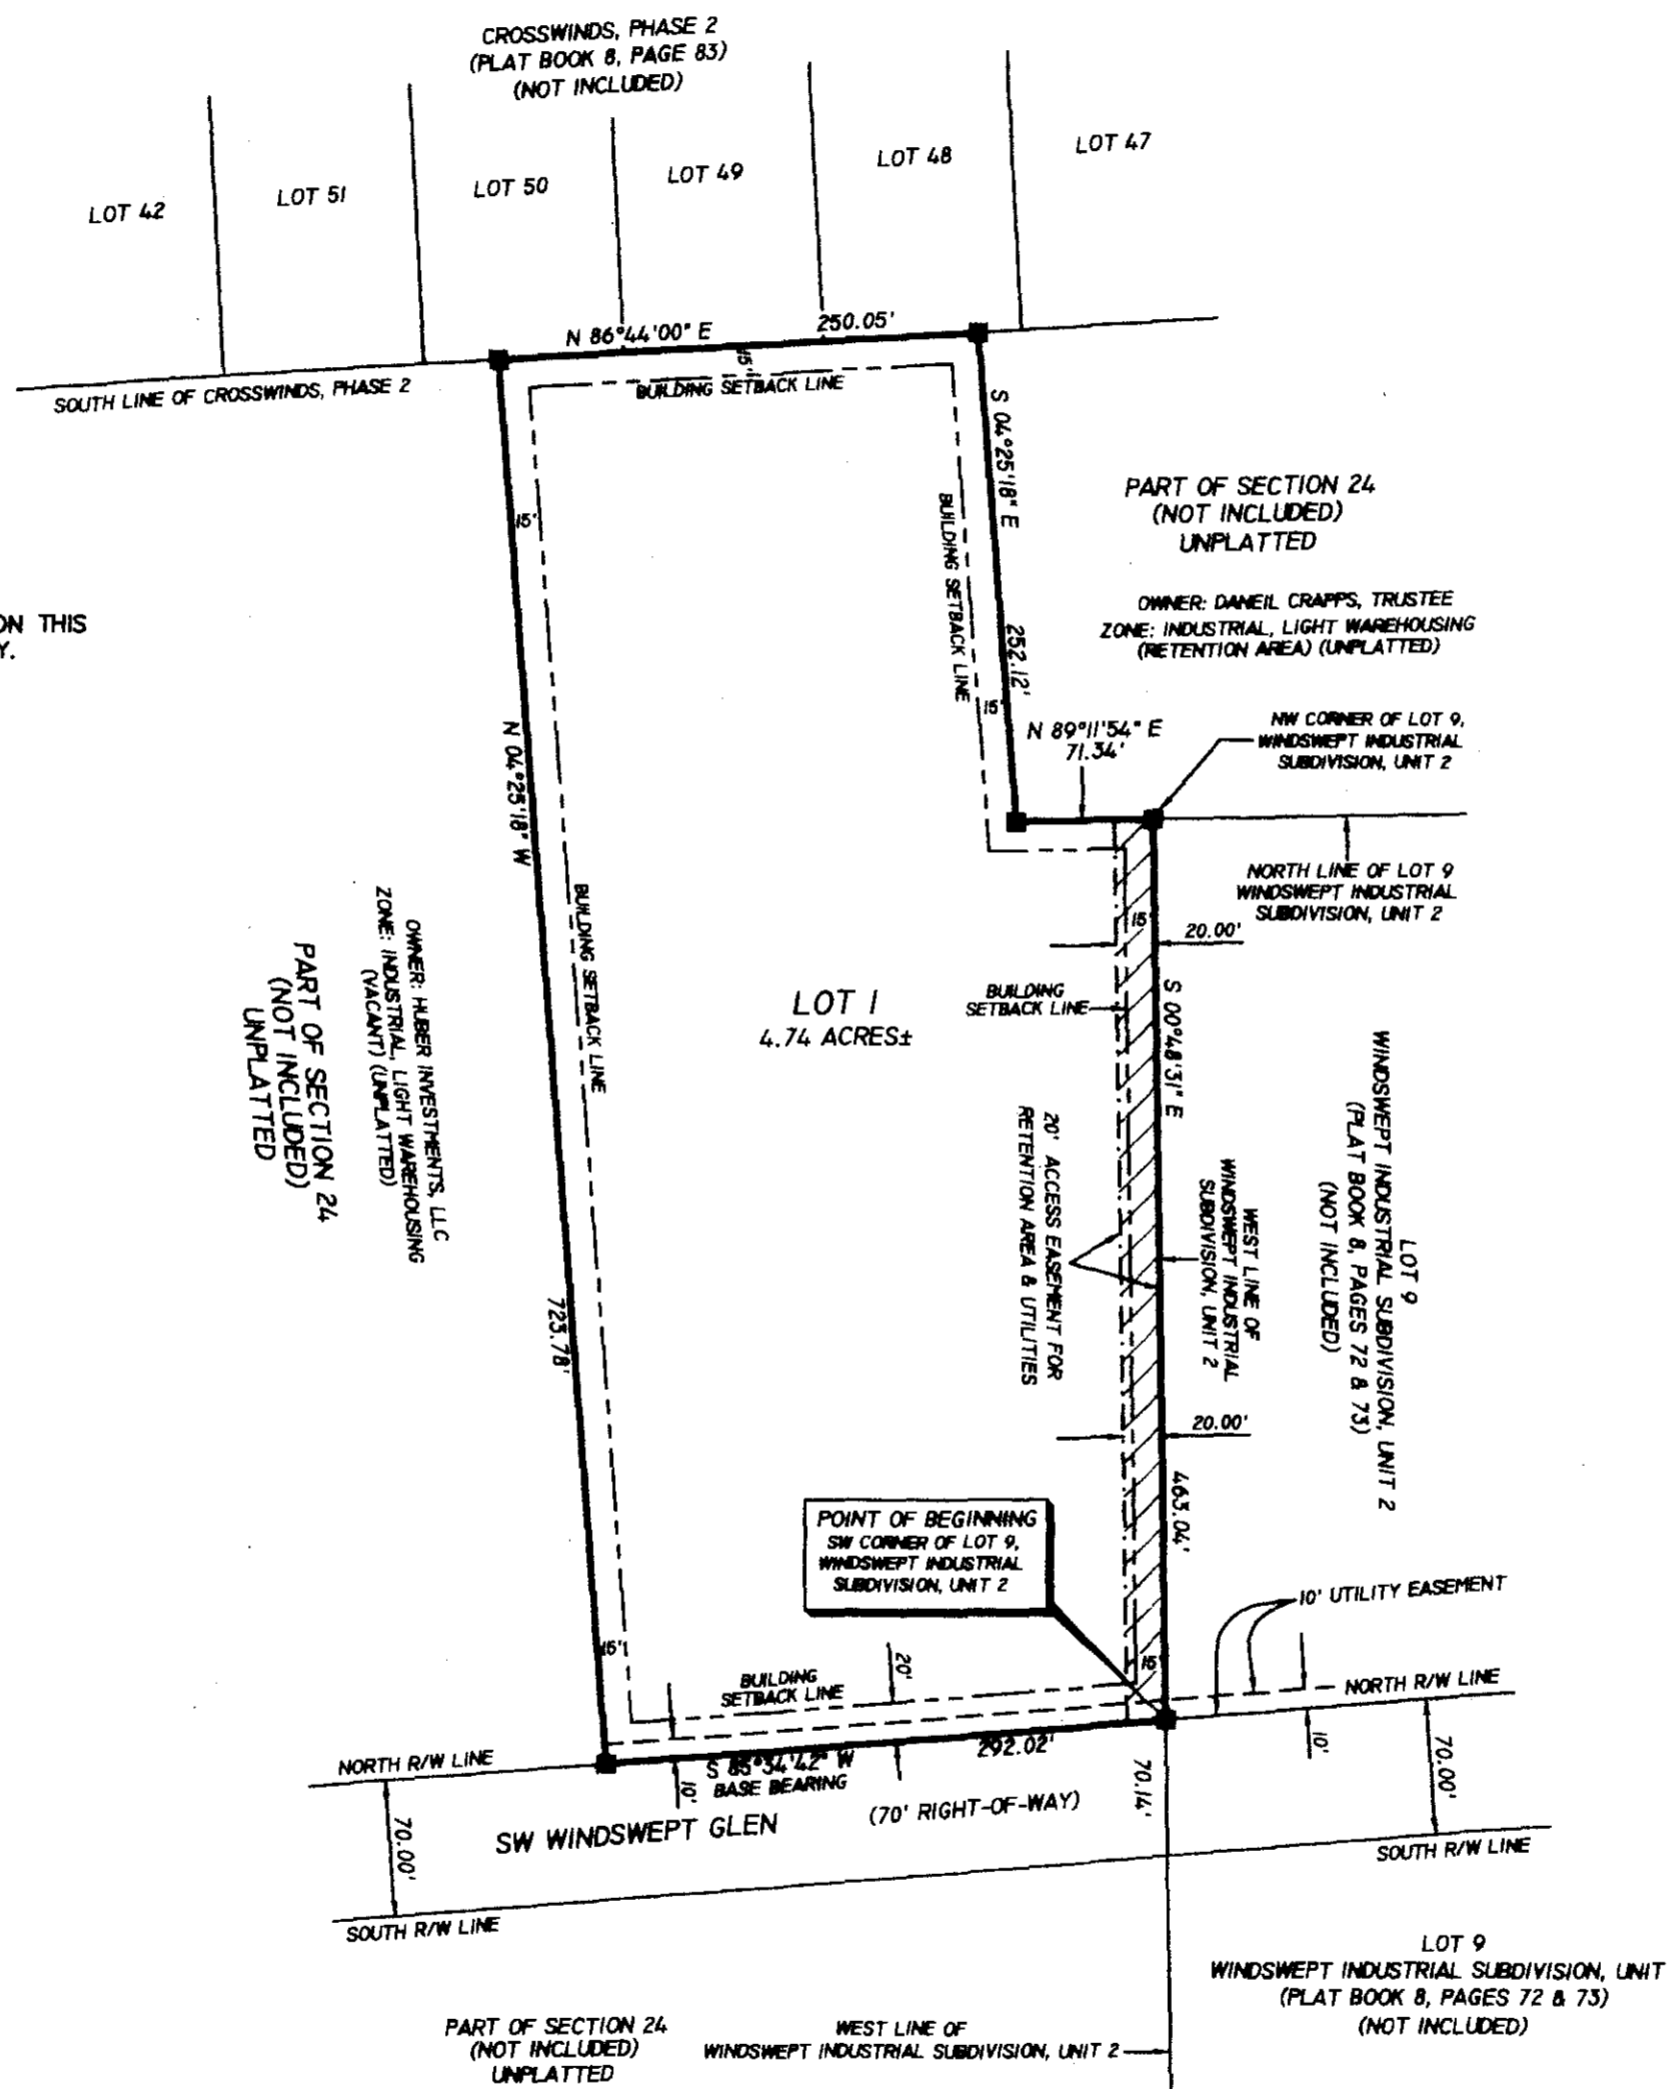 CROSSWINDS, PHASE 2
(PLAT BOOK 8, PAGE 83)
(NOT INCLUDED)
LOT 42
LOT 51
LOT 50
LOT 49
LOT 48
LOT 47
N 86°44'00" E
250.05'
SOUTH LINE OF CROSSWINDS, PHASE 2
15'
BUILDING SETBACK LINE
S 04°25'18" E
252.12'
BUILDING SETBACK LINE
15'
15'
PART OF SECTION 24
(NOT INCLUDED)
UNPLATTED
OWNER: DANEIL CRAPPS, TRUSTEE
ZONE: INDUSTRIAL, LIGHT WAREHOUSING
(RETENTION AREA) (UNPLATTED)
ON THIS
Y.
N 89°11'54" E
71.34'
NW CORNER OF LOT 9,
WINDSWEPT INDUSTRIAL
SUBDIVISION, UNIT 2
N 04°25'18" W
723.78'
NORTH LINE OF LOT 9
WINDSWEPT INDUSTRIAL
SUBDIVISION, UNIT 2
15'
20.00'
BUILDING SETBACK LINE
OWNER: HUBER INVESTMENTS, LLC
ZONE: INDUSTRIAL, LIGHT WAREHOUSING
(VACANT) (UNPLATTED)
PART OF SECTION 24
(NOT INCLUDED)
UNPLATTED
LOT 1
4.74 ACRES±
BUILDING
SETBACK LINE
S 00°48'31" E
463.04'
20' ACCESS EASEMENT FOR
RETENTION AREA & UTILITIES
WEST LINE OF
WINDSWEPT INDUSTRIAL
SUBDIVISION, UNIT 2
LOT 9
WINDSWEPT INDUSTRIAL SUBDIVISION, UNIT 2
(PLAT BOOK 8, PAGES 72 & 73)
(NOT INCLUDED)
20.00'
POINT OF BEGINNING
SW CORNER OF LOT 9,
WINDSWEPT INDUSTRIAL
SUBDIVISION, UNIT 2
10' UTILITY EASEMENT
15'
15'
BUILDING
SETBACK LINE
20'
NORTH R/W LINE
NORTH R/W LINE
S 85°34'42" W
292.02'
BASE BEARING
10'
10'
70.14'
70.00'
70.00'
SW WINDSWEPT GLEN
(70' RIGHT-OF-WAY)
SOUTH R/W LINE
SOUTH R/W LINE
LOT 9
WINDSWEPT INDUSTRIAL SUBDIVISION, UNIT
(PLAT BOOK 8, PAGES 72 & 73)
(NOT INCLUDED)
PART OF SECTION 24
(NOT INCLUDED)
UNPLATTED
WEST LINE OF
WINDSWEPT INDUSTRIAL SUBDIVISION, UNIT 2